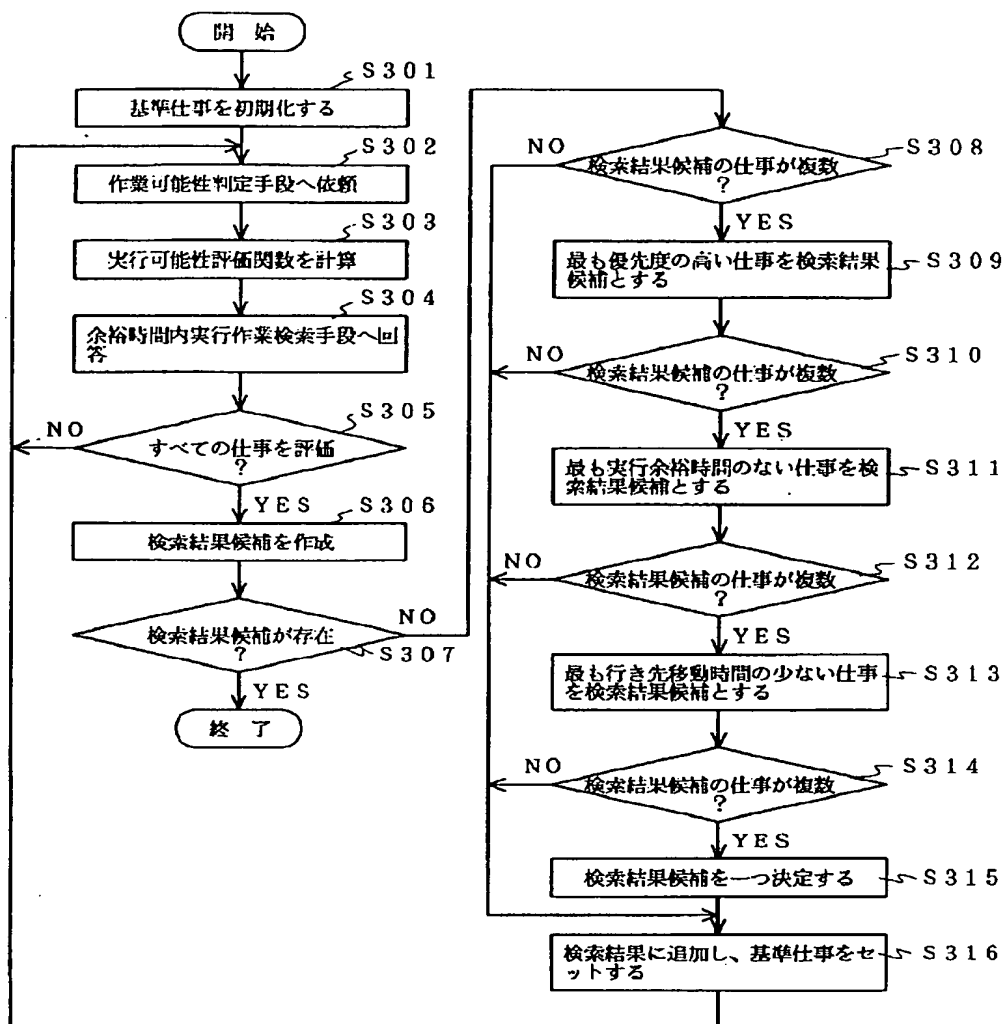 開 始
S301
基準仕事を初期化する
S302
作業可能性判定手段へ依頼
S303
実行可能性評価関数を計算
S304
余裕時間内実行作業検索手段へ回
答
S305
NO
すべての仕事を評価
?
YES
S306
検索結果候補を作成
NO
検索結果候補が存在
?
S307
YES
終 了
NO
S308
検索結果候補の仕事が複数
?
YES
最も優先度の高い仕事を検索結果
候補とする
S309
NO
S310
検索結果候補の仕事が複数
?
YES
最も実行余裕時間のない仕事を検
索結果候補とする
S311
NO
S312
検索結果候補の仕事が複数
?
YES
最も行き先移動時間の少ない仕事
を検索結果候補とする
S313
NO
S314
検索結果候補の仕事が複数
?
YES
検索結果候補を一つ決定する
S315
検索結果に追加し、基準仕事をセ
ットする
S316